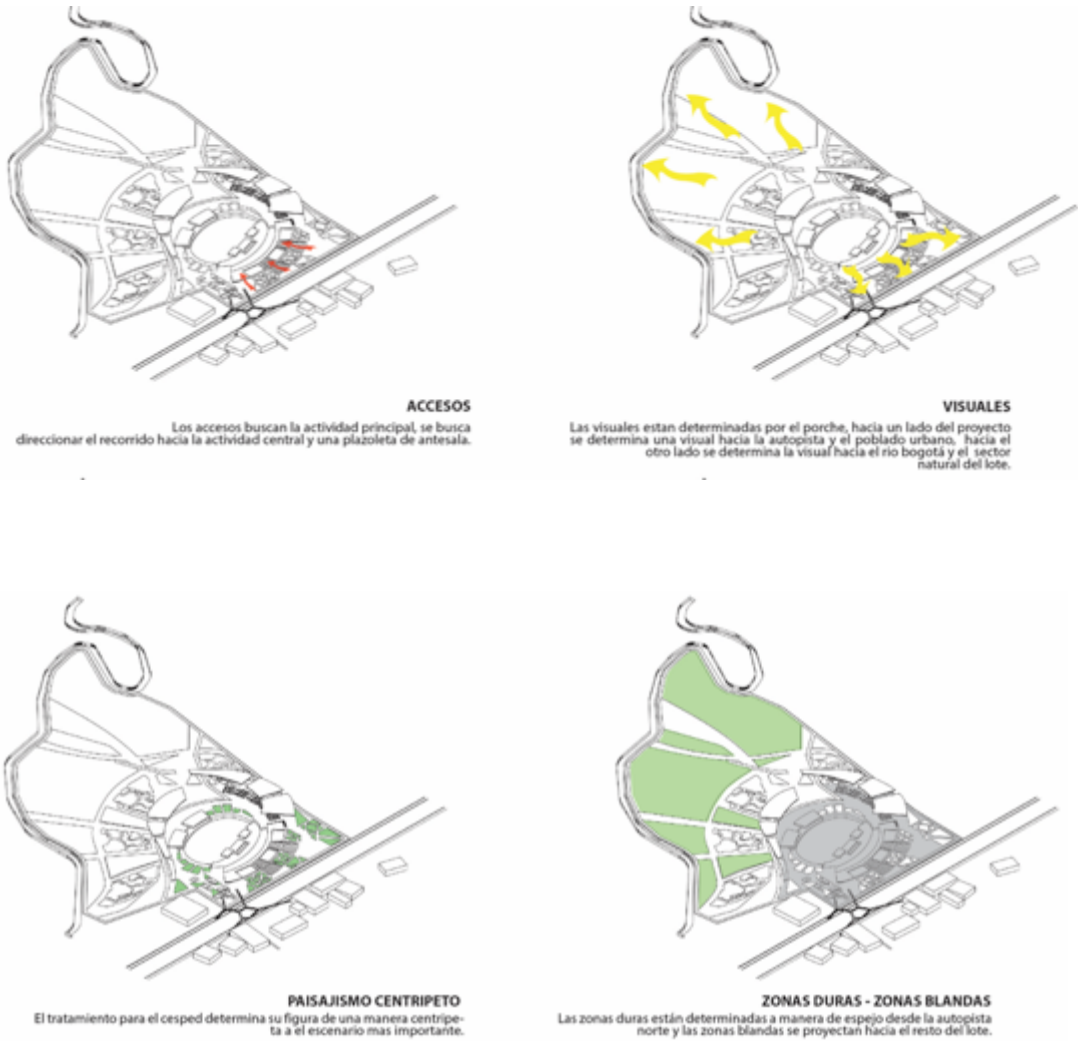 ACCESOS
Los accesos buscan la actividad principal, se busca
direccionar el recorrido hacia la actividad central y una plazoleta de antesala.
VISUALES
Las visuales estan determinadas por el porche, hacia un lado del proyecto
se determina una visual hacia la autopista y el poblado urbano, hacia el
otro lado se determina la visual hacia el rio bogotá y el sector
natural del lote.
PAISAJISMO CENTRIPETO
El tratamiento para el cesped determina su figura de una manera centripe-
ta a el escenario mas importante.
ZONAS DURAS - ZONAS BLANDAS
Las zonas duras están determinadas a manera de espejo desde la autopista
norte y las zonas blandas se proyectan hacia el resto del lote.